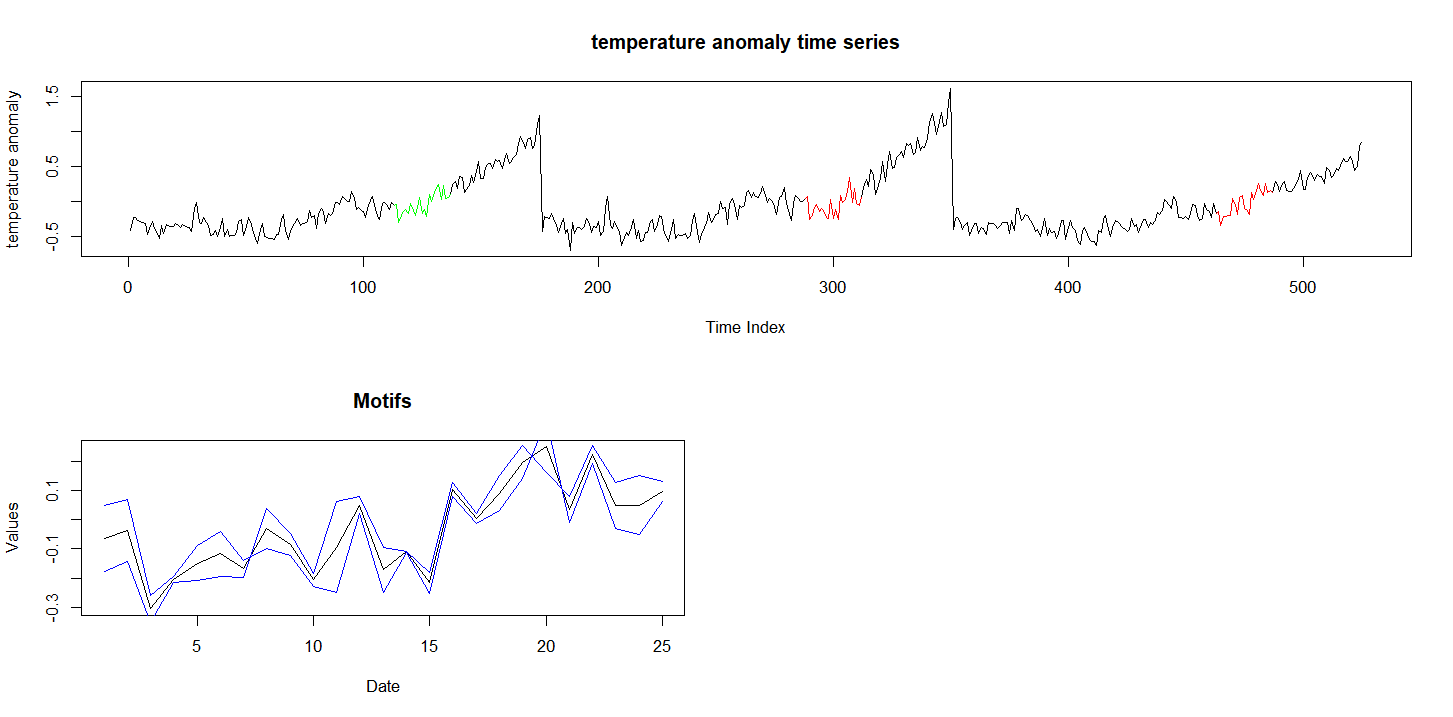 temperature anomaly time series
temperature anomaly
1.5
0.5
-0.5
0 100 200 300 400 500
Time Index
Motifs
Values
0.1
-0.1
-0.3
5 10 15 20 25
Date